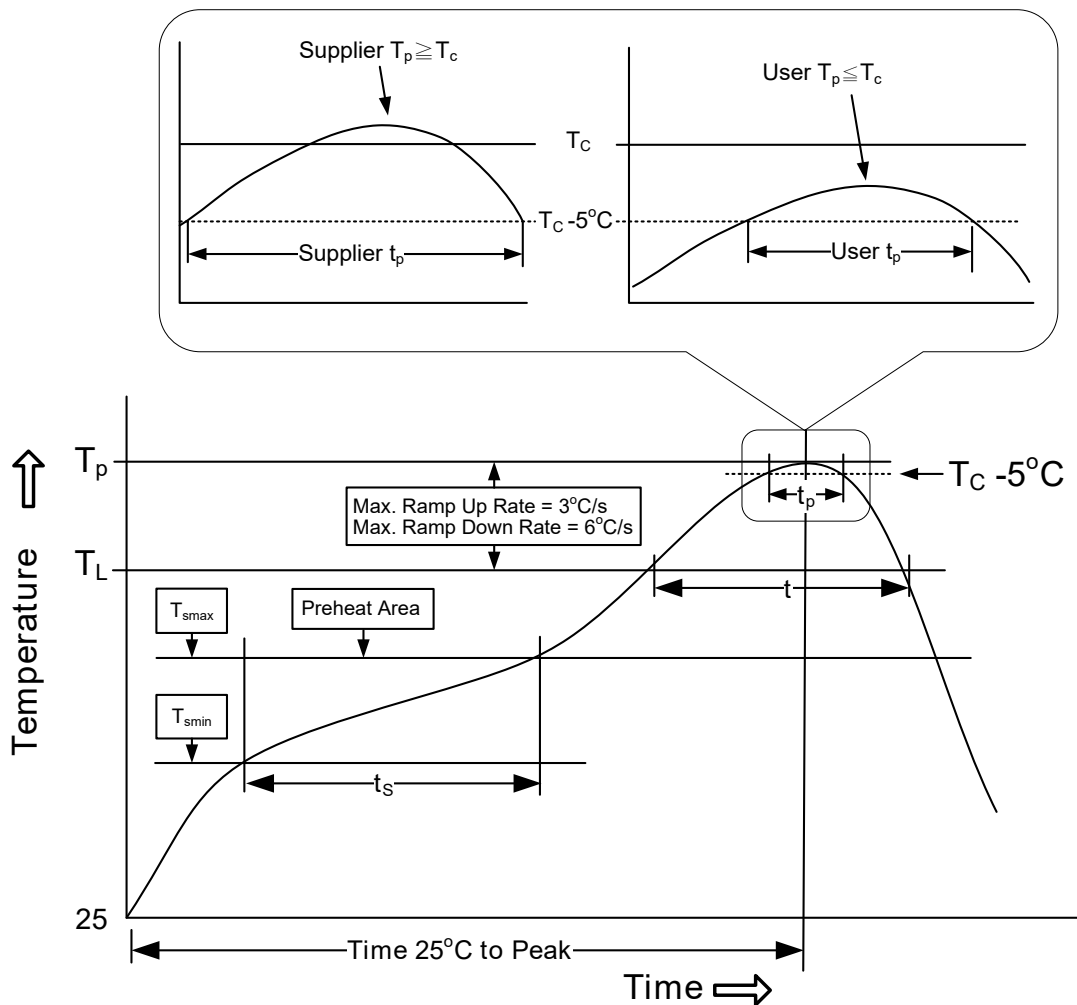 Supplier Tp≧Tc
User Tp≦Tc
TC
TC -5°C
Supplier tp
User tp
Tp
TC -5°C
Max. Ramp Up Rate = 3°C/s
Max. Ramp Down Rate = 6°C/s
tp
TL
t
Tsmax
Preheat Area
Tsmin
tS
Temperature
25
Time 25°C to Peak
Time